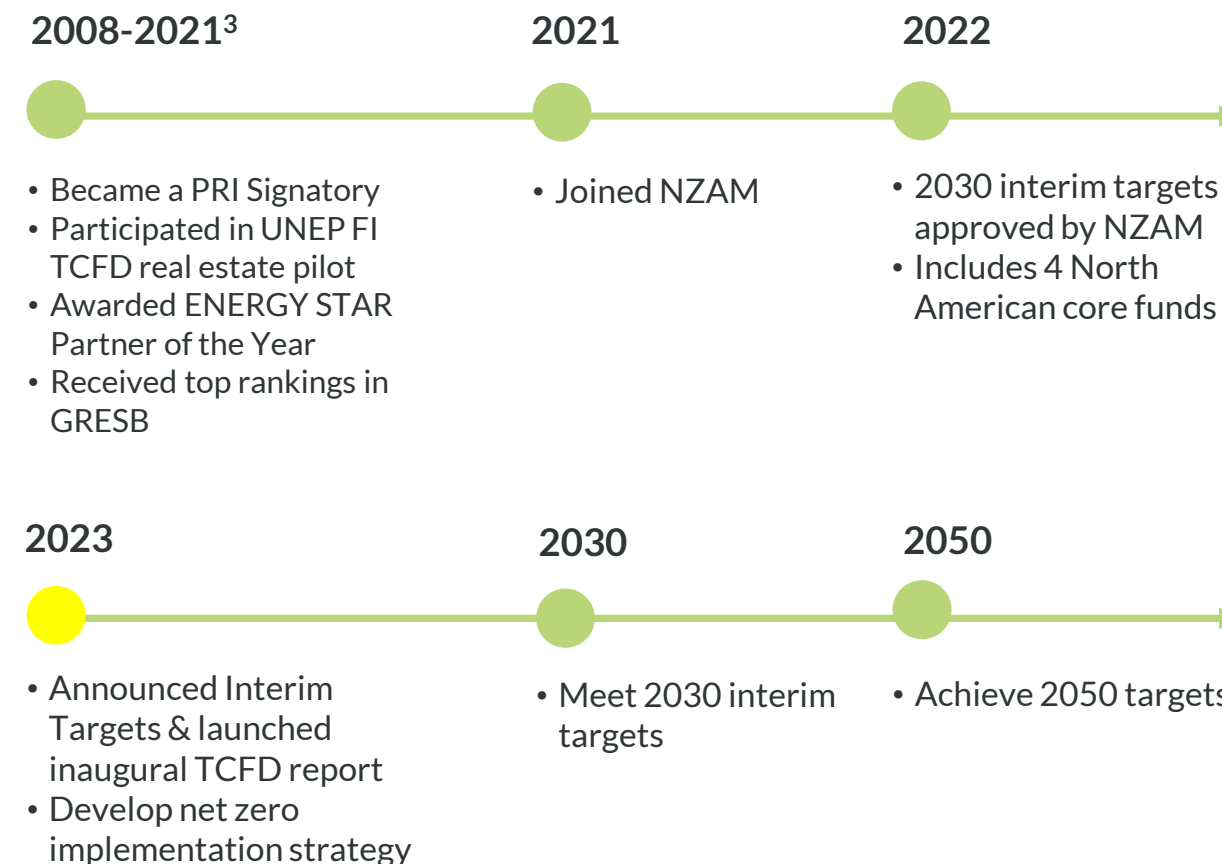 2008-2021³
2021
2022
• Became a PRI Signatory
• Participated in UNEP FI
TCFD real estate pilot
• Awarded ENERGY STAR
Partner of the Year
• Received top rankings in
GRESB
• Joined NZAM
• 2030 interim targets
approved by NZAM
• Includes 4 North
American core funds
2023
2030
2050
• Announced Interim
Targets & launched
inaugural TCFD report
• Develop net zero
implementation strategy
• Meet 2030 interim
targets
• Achieve 2050 targets